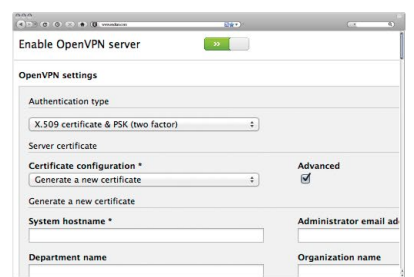 Enable OpenVPN server
OpenVPN settings
Authentication type
X.509 certificate & PSK (two factor)
Server certificate
Certificate configuration *
Advanced
Generate a new certificate
Generate a new certificate
System hostname *
Administrator email ad
Department name
Organization name